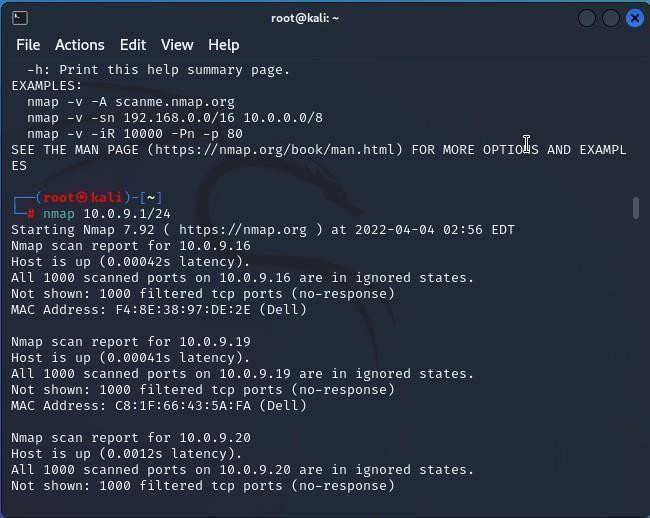 root@kali: ~
File Actions Edit View Help
-h: Print this help summary page.
EXAMPLES:
nmap -v -A scanme.nmap.org
nmap -v -sn 192.168.0.0/16 10.0.0.0/8
nmap -v -iR 10000 -Pn -p 80
SEE THE MAN PAGE (https://nmap.org/book/man.html) FOR MORE OPTIONS AND EXAMPL
ES
┌──(root㉿kali)-[~]
└─# nmap 10.0.9.1/24
Starting Nmap 7.92 ( https://nmap.org ) at 2022-04-04 02:56 EDT
Nmap scan report for 10.0.9.16
Host is up (0.00042s latency).
All 1000 scanned ports on 10.0.9.16 are in ignored states.
Not shown: 1000 filtered tcp ports (no-response)
MAC Address: F4:8E:38:97:DE:2E (Dell)
Nmap scan report for 10.0.9.19
Host is up (0.00041s latency).
All 1000 scanned ports on 10.0.9.19 are in ignored states.
Not shown: 1000 filtered tcp ports (no-response)
MAC Address: C8:1F:66:43:5A:FA (Dell)
Nmap scan report for 10.0.9.20
Host is up (0.0012s latency).
All 1000 scanned ports on 10.0.9.20 are in ignored states.
Not shown: 1000 filtered tcp ports (no-response)